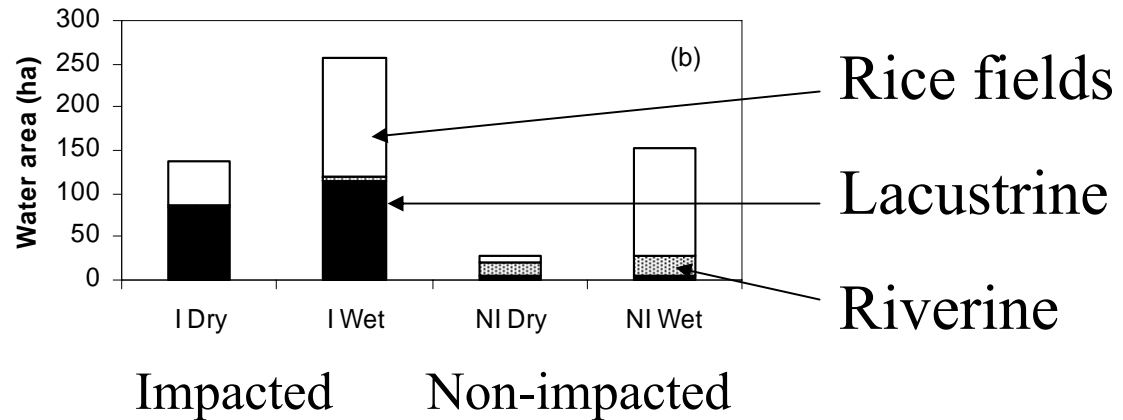 300
250
200
150
100
50
0
Water area (ha)
(b)
Rice fields
Lacustrine
Riverine
I Dry
I Wet
NI Dry
NI Wet
Impacted
Non-impacted